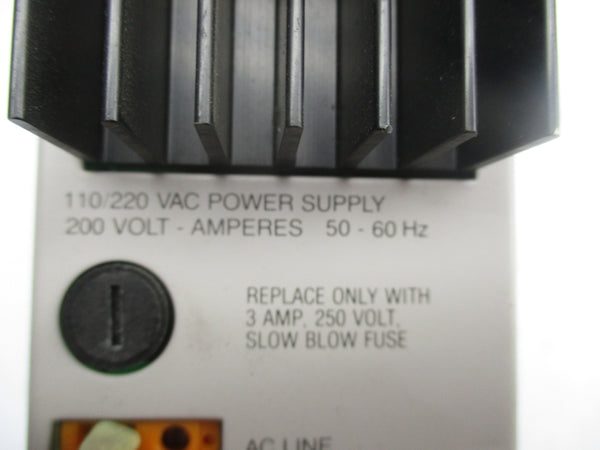 110/220 VAC POWER SUPPLY
200 VOLT - AMPERES 50 - 60 Hz
REPLACE ONLY WITH
3 AMP, 250 VOLT,
SLOW BLOW FUSE
AC LINE